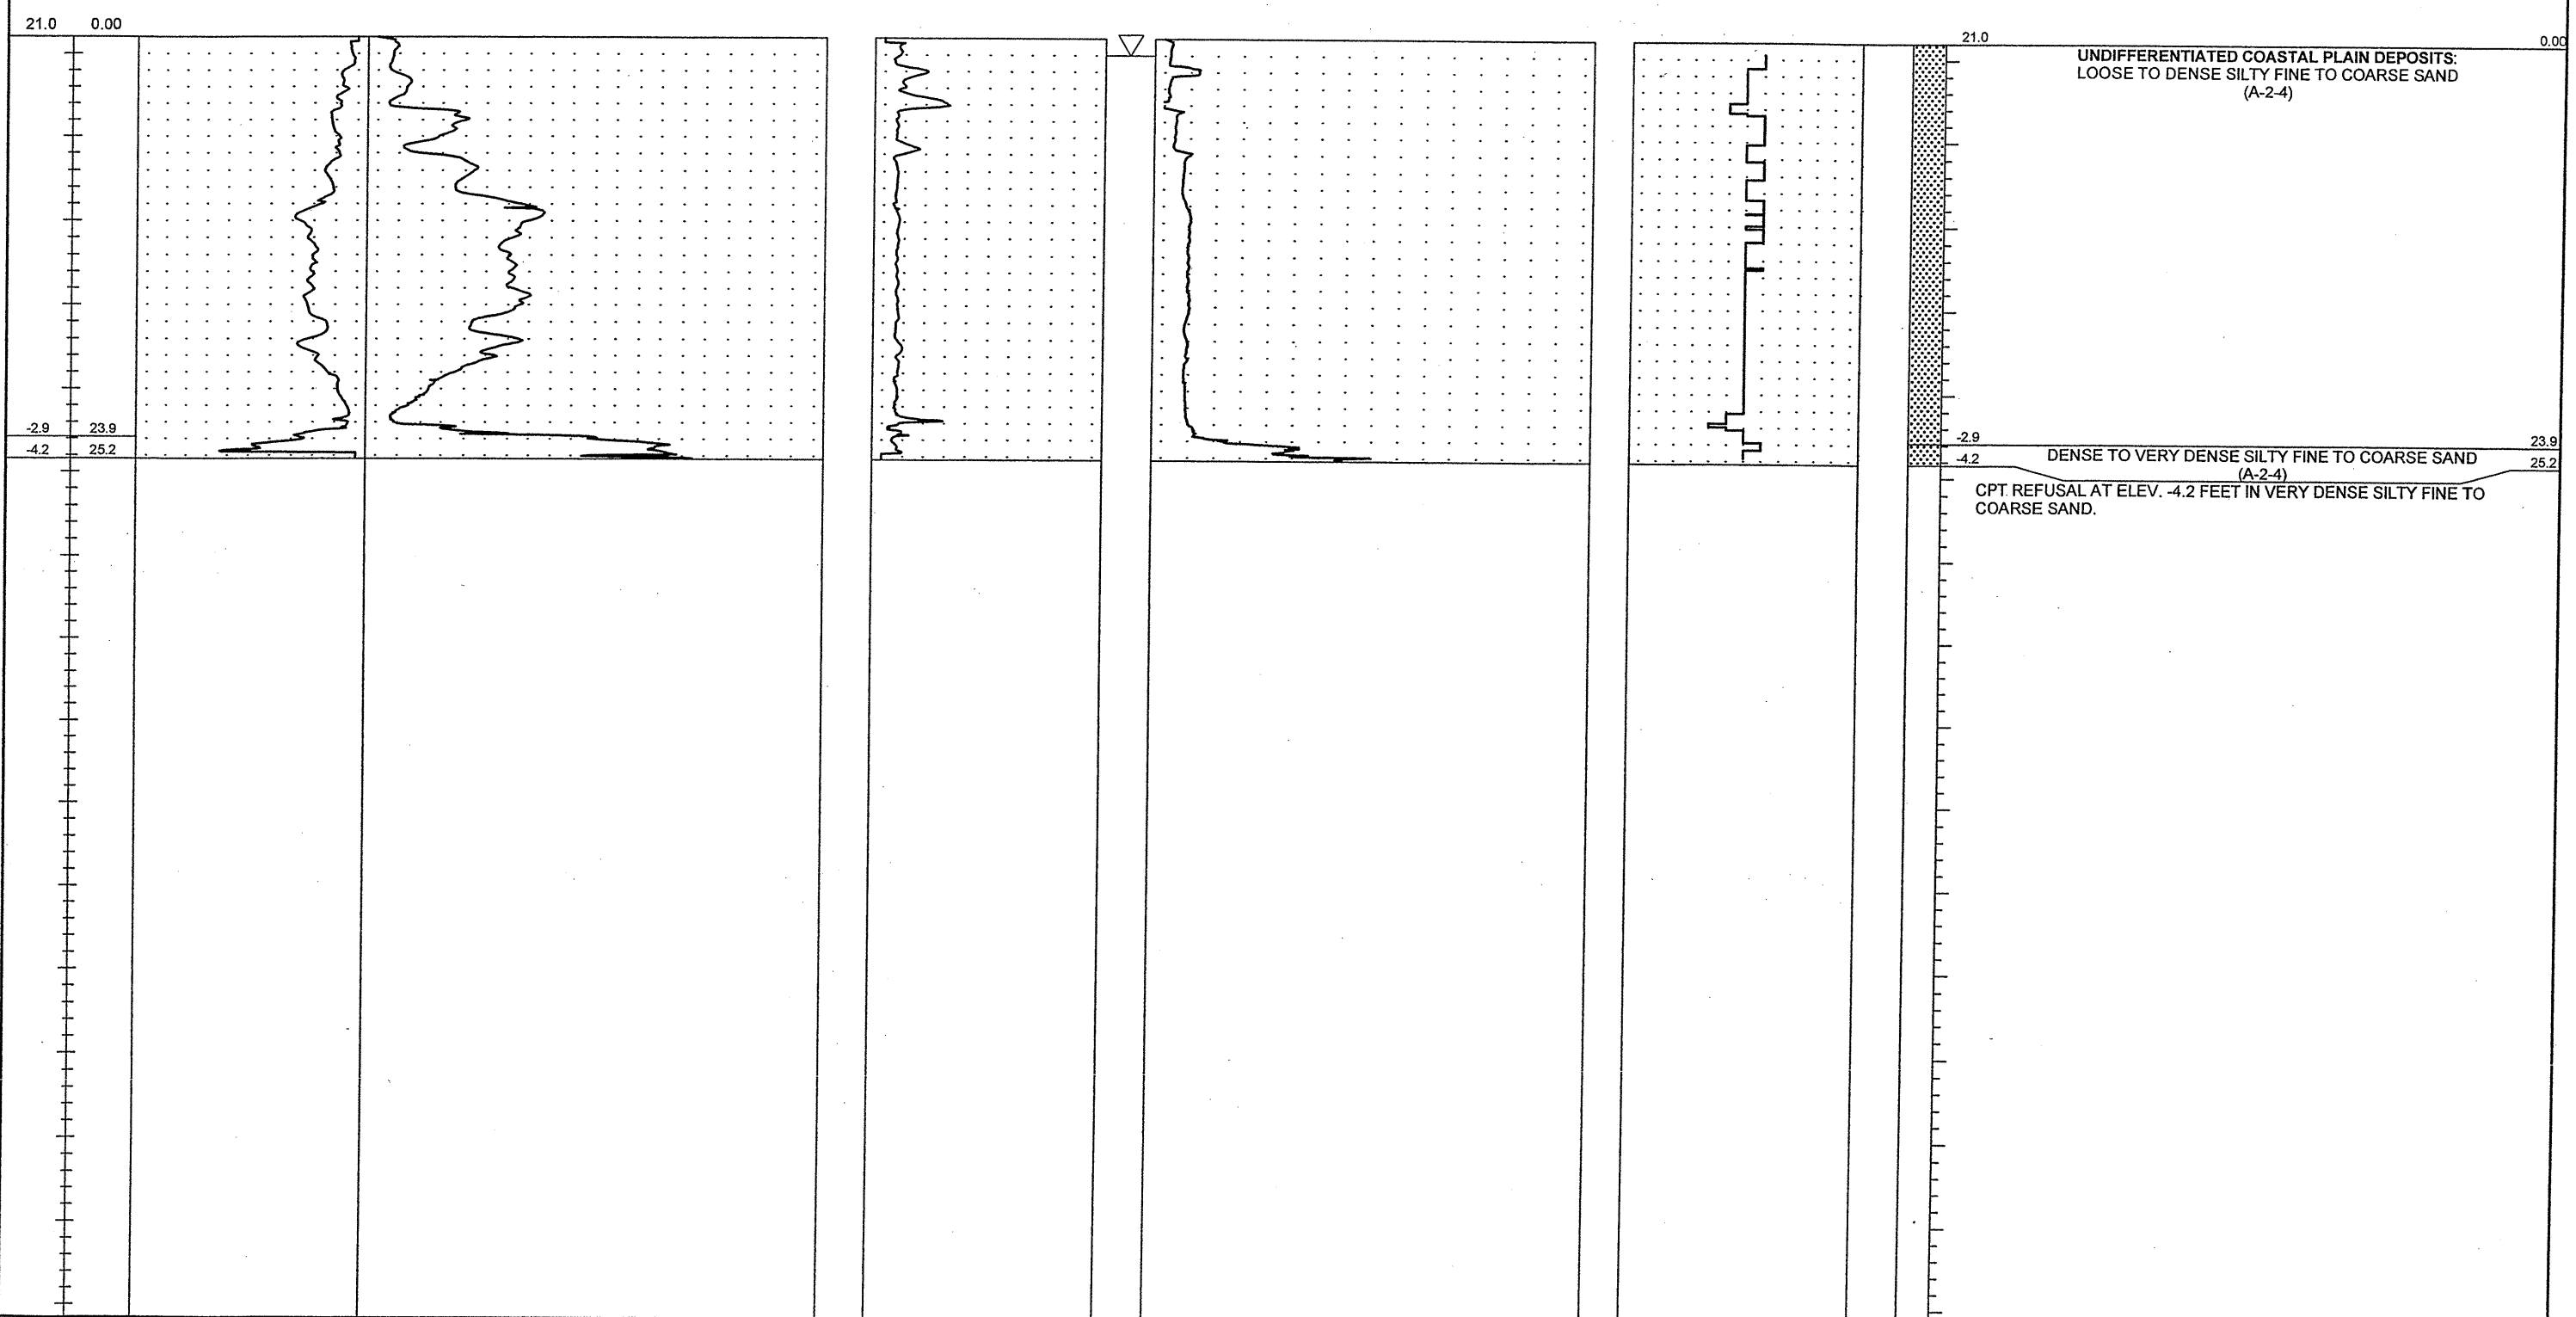 21.0 0.00
21.0 0.00
UNDIFFERENTIATED COASTAL PLAIN DEPOSITS:
LOOSE TO DENSE SILTY FINE TO COARSE SAND
(A-2-4)
-2.9 23.9
-4.2 25.2
-2.9 23.9
DENSE TO VERY DENSE SILTY FINE TO COARSE SAND
-4.2 25.2
(A-2-4)
CPT REFUSAL AT ELEV. -4.2 FEET IN VERY DENSE SILTY FINE TO
COARSE SAND.